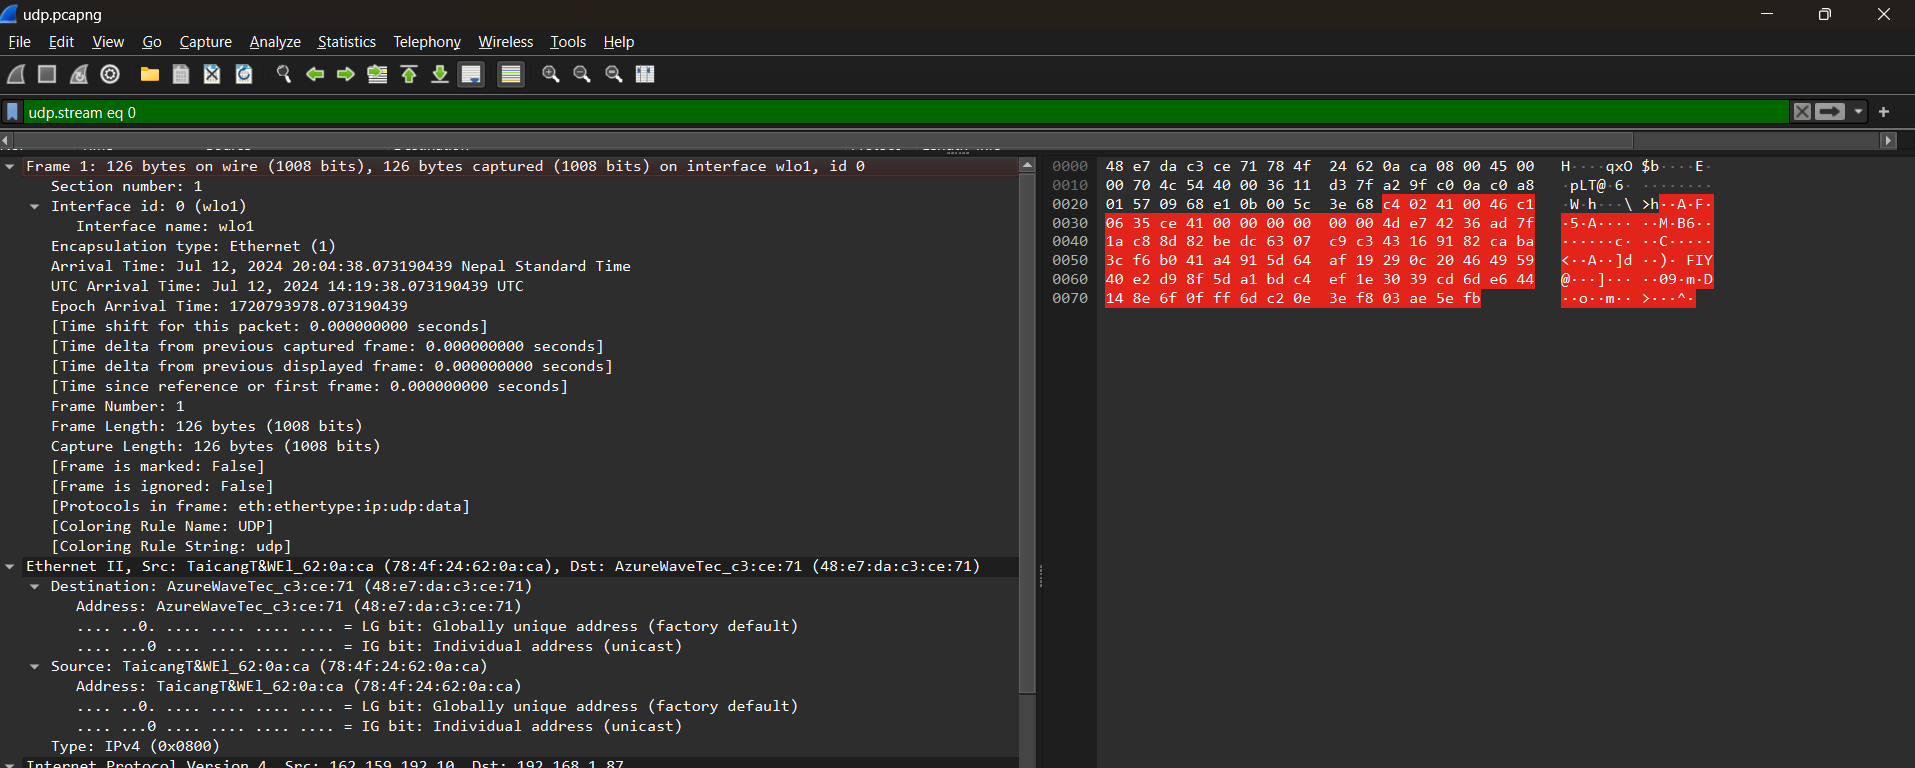 udp.pcapng
File Edit View Go Capture Analyze Statistics Telephony Wireless Tools Help
udp.stream eq 0
Frame 1: 126 bytes on wire (1008 bits), 126 bytes captured (1008 bits) on interface wlo1, id 0
Section number: 1
Interface id: 0 (wlo1)
Interface name: wlo1
Encapsulation type: Ethernet (1)
Arrival Time: Jul 12, 2024 20:04:38.073190439 Nepal Standard Time
UTC Arrival Time: Jul 12, 2024 14:19:38.073190439 UTC
Epoch Arrival Time: 1720793978.073190439
[Time shift for this packet: 0.000000000 seconds]
[Time delta from previous captured frame: 0.000000000 seconds]
[Time delta from previous displayed frame: 0.000000000 seconds]
[Time since reference or first frame: 0.000000000 seconds]
Frame Number: 1
Frame Length: 126 bytes (1008 bits)
Capture Length: 126 bytes (1008 bits)
[Frame is marked: False]
[Frame is ignored: False]
[Protocols in frame: eth:ethertype:ip:udp:data]
[Coloring Rule Name: UDP]
[Coloring Rule String: udp]
Ethernet II, Src: TaicangT&WEl_62:0a:ca (78:4f:24:62:0a:ca), Dst: AzureWaveTec_c3:ce:71 (48:e7:da:c3:ce:71)
Destination: AzureWaveTec_c3:ce:71 (48:e7:da:c3:ce:71)
Address: AzureWaveTec_c3:ce:71 (48:e7:da:c3:ce:71)
.... ..0. .... .... .... .... = LG bit: Globally unique address (factory default)
.... ...0 .... .... .... .... = IG bit: Individual address (unicast)
Source: TaicangT&WEl_62:0a:ca (78:4f:24:62:0a:ca)
Address: TaicangT&WEl_62:0a:ca (78:4f:24:62:0a:ca)
.... ..0. .... .... .... .... = LG bit: Globally unique address (factory default)
.... ...0 .... .... .... .... = IG bit: Individual address (unicast)
Type: IPv4 (0x0800)
Internet Protocol Version 4, Src: 162.159.192.10, Dst: 192.168.1.87
0000 48 e7 da c3 ce 71 78 4f 24 62 0a ca 08 00 45 00 H····qxO $b····E·
0010 00 70 4c 54 40 00 36 11 d3 7f a2 9f c0 0a c0 a8 ·pLT@·6· ········
0020 01 57 09 68 e1 0b 00 5c 3e 68 c4 02 41 00 46 c1 ·W·h···\ >h··A·F·
0030 06 35 ce 41 00 00 00 00 00 00 4d e7 42 36 ad 7f ·5·A···· ··M·B6··
0040 1a c8 8d 82 be dc 63 07 c9 c3 43 16 91 82 ca ba ······c· ··C·····
0050 3c f6 b0 41 a4 91 5d 64 af 19 29 0c 20 46 49 59 <··A··]d ··)· FIY
0060 40 e2 d9 8f 5d a1 bd c4 ef 1e 30 39 cd 6d e6 44 @···]··· ··09·m·D
0070 14 8e 6f 0f ff 6d c2 0e 3e f8 03 ae 5e fb ··o··m·· >···^·